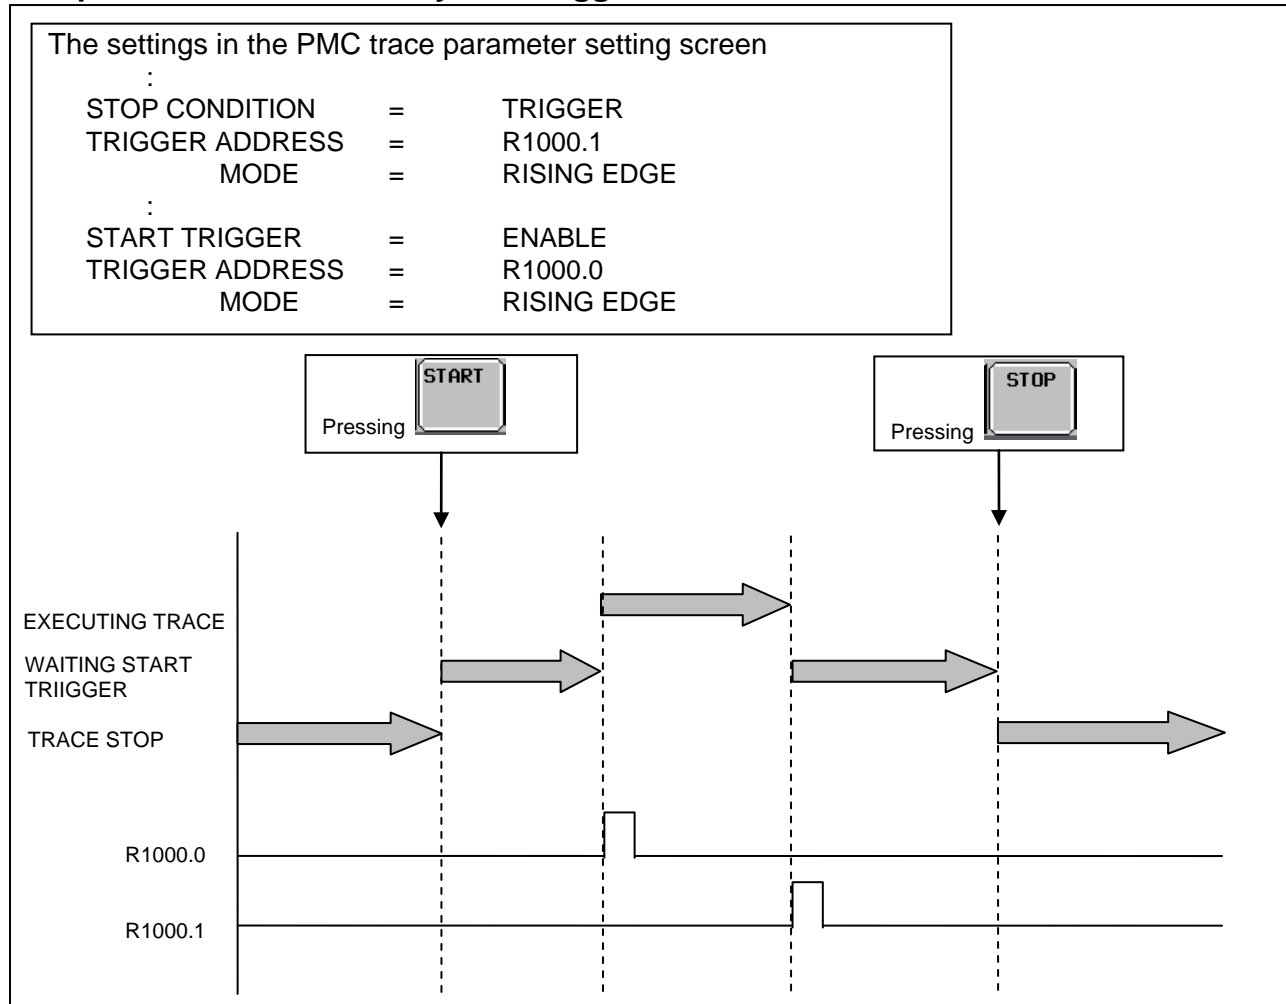 The settings in the PMC trace parameter setting screen
:
STOP CONDITION = TRIGGER
TRIGGER ADDRESS = R1000.1
MODE = RISING EDGE
:
START TRIGGER = ENABLE
TRIGGER ADDRESS = R1000.0
MODE = RISING EDGE
START
Pressing
STOP
Pressing
EXECUTING TRACE
WAITING START
TRIIGGER
TRACE STOP
R1000.0
R1000.1